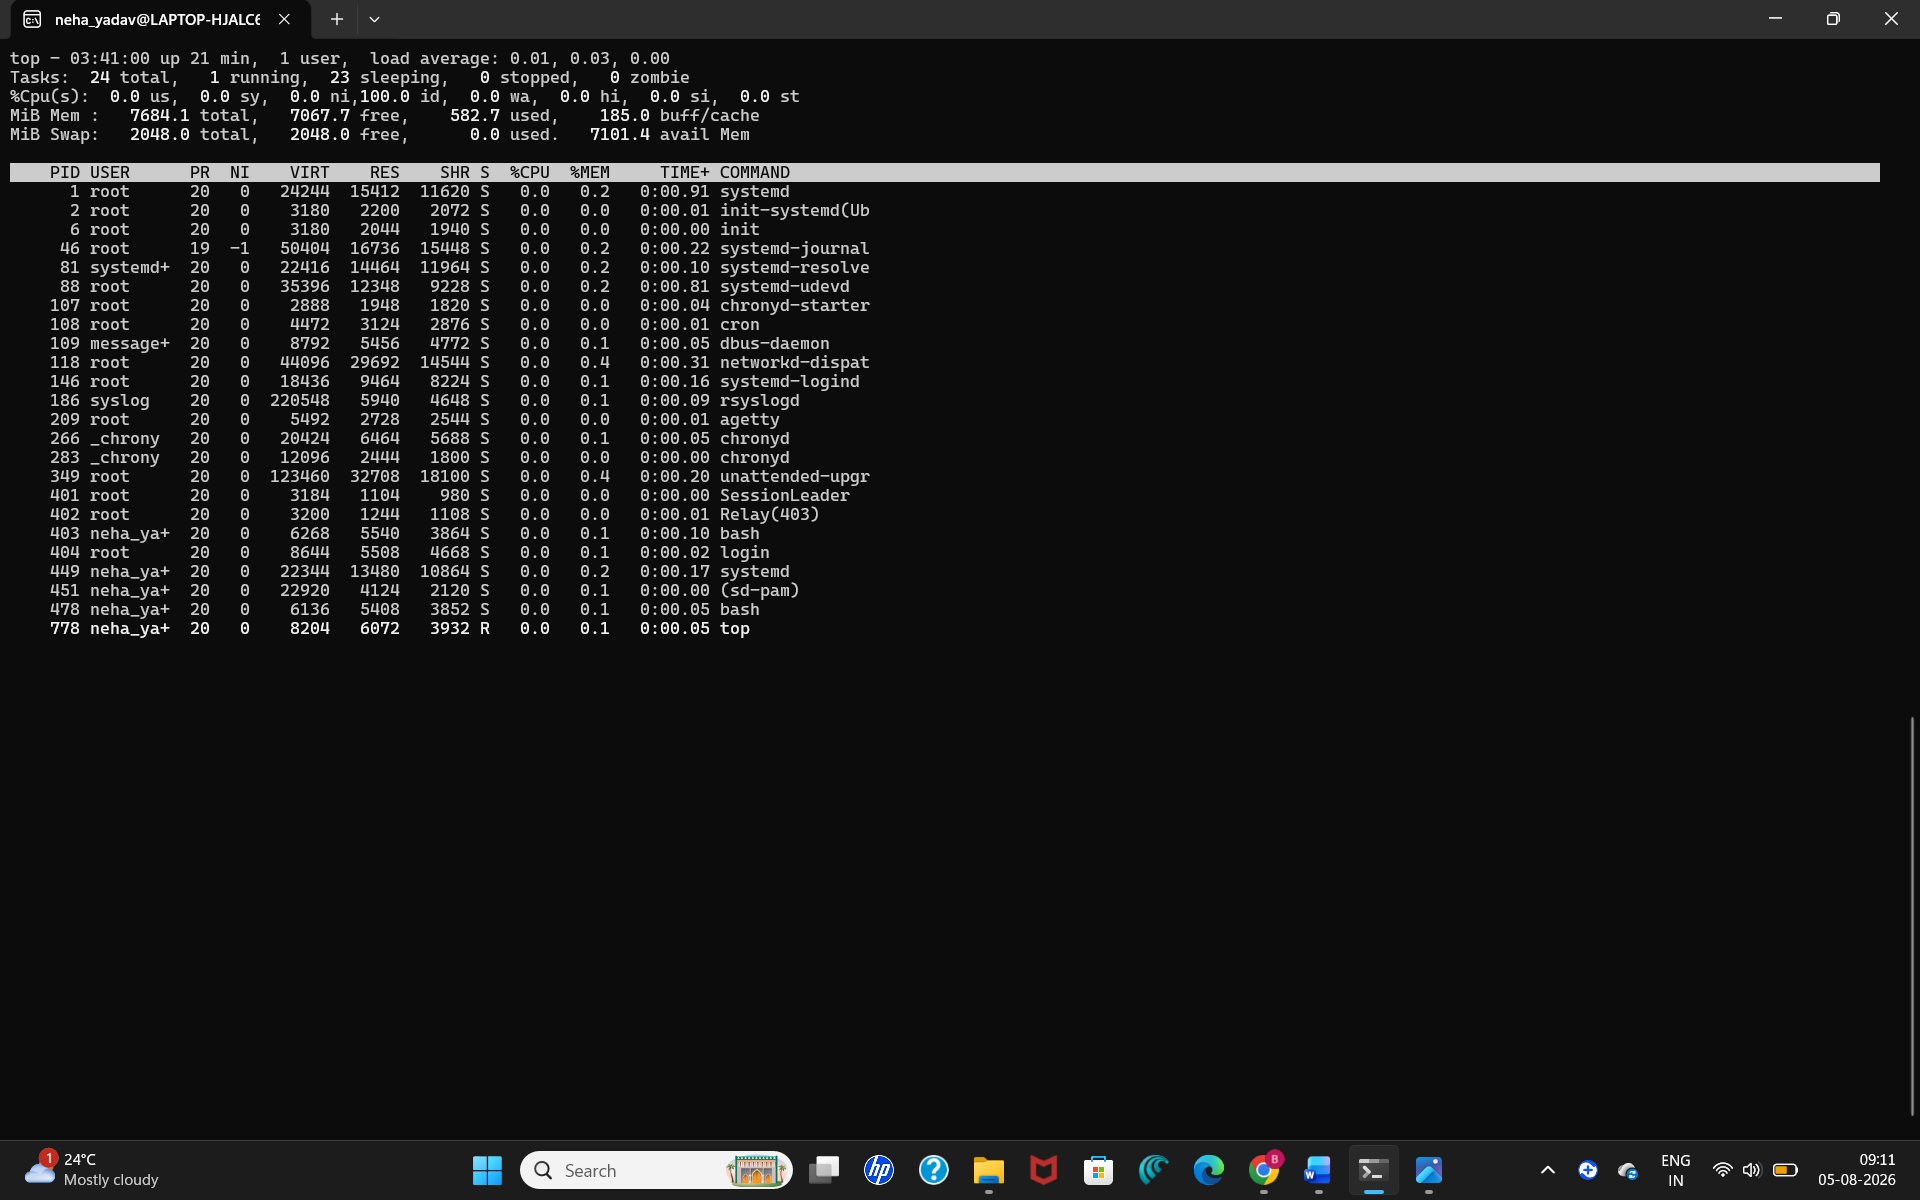 neha_yadav@LAPTOP-HJALC6
top - 03:41:00 up 21 min,  1 user,  load average: 0.01, 0.03, 0.00
Tasks:  24 total,   1 running,  23 sleeping,   0 stopped,   0 zombie
%Cpu(s):  0.0 us,  0.0 sy,  0.0 ni,100.0 id,  0.0 wa,  0.0 hi,  0.0 si,  0.0 st
MiB Mem :   7684.1 total,   7067.7 free,    582.7 used,    185.0 buff/cache
MiB Swap:   2048.0 total,   2048.0 free,      0.0 used.   7101.4 avail Mem
PID USER      PR  NI    VIRT    RES    SHR S  %CPU  %MEM     TIME+ COMMAND
1 root      20   0   24244  15412  11620 S   0.0   0.2   0:00.91 systemd
2 root      20   0    3180   2200   2072 S   0.0   0.0   0:00.01 init-systemd(Ub
6 root      20   0    3180   2044   1940 S   0.0   0.0   0:00.00 init
46 root      19  -1   50404  16736  15448 S   0.0   0.2   0:00.22 systemd-journal
81 systemd+  20   0   22416  14464  11964 S   0.0   0.2   0:00.10 systemd-resolve
88 root      20   0   35396  12348   9228 S   0.0   0.2   0:00.81 systemd-udevd
107 root      20   0    2888   1948   1820 S   0.0   0.0   0:00.04 chronyd-starter
108 root      20   0    4472   3124   2876 S   0.0   0.0   0:00.01 cron
109 message+  20   0    8792   5456   4772 S   0.0   0.1   0:00.05 dbus-daemon
118 root      20   0   44096  29692  14544 S   0.0   0.4   0:00.31 networkd-dispat
146 root      20   0   18436   9464   8224 S   0.0   0.1   0:00.16 systemd-logind
186 syslog    20   0  220548   5940   4648 S   0.0   0.1   0:00.09 rsyslogd
209 root      20   0    5492   2728   2544 S   0.0   0.0   0:00.01 agetty
266 _chrony   20   0   20424   6464   5688 S   0.0   0.1   0:00.05 chronyd
283 _chrony   20   0   12096   2444   1800 S   0.0   0.0   0:00.00 chronyd
349 root      20   0  123460  32708  18100 S   0.0   0.4   0:00.20 unattended-upgr
401 root      20   0    3184   1104    980 S   0.0   0.0   0:00.00 SessionLeader
402 root      20   0    3200   1244   1108 S   0.0   0.0   0:00.01 Relay(403)
403 neha_ya+  20   0    6268   5540   3864 S   0.0   0.1   0:00.10 bash
404 root      20   0    8644   5508   4668 S   0.0   0.1   0:00.02 login
449 neha_ya+  20   0   22344  13480  10864 S   0.0   0.2   0:00.17 systemd
451 neha_ya+  20   0   22920   4124   2120 S   0.0   0.1   0:00.00 (sd-pam)
478 neha_ya+  20   0    6136   5408   3852 S   0.0   0.1   0:00.05 bash
778 neha_ya+  20   0    8204   6072   3932 R   0.0   0.1   0:00.05 top
1
24°C
Mostly cloudy
Search
hp
B
W
ENG
IN
09:11
05-08-2026